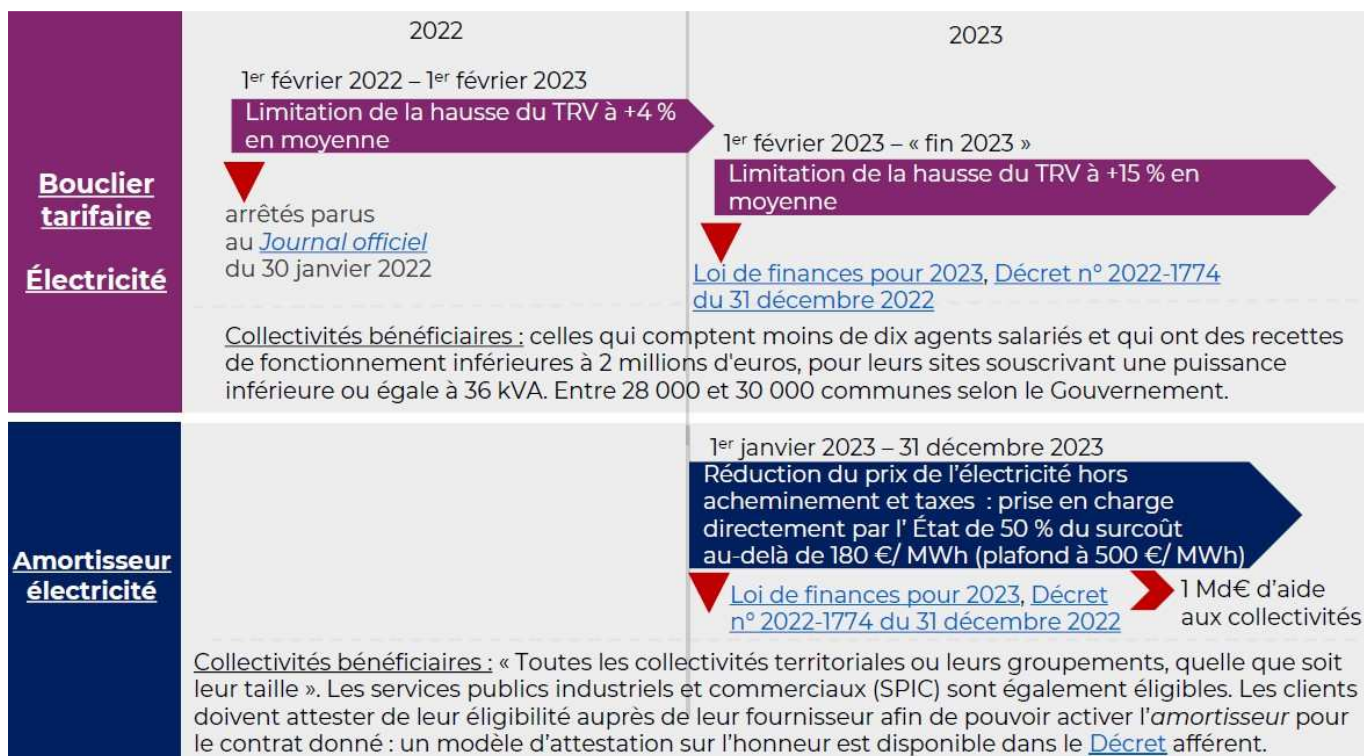 2022
2023
1er février 2022 – 1er février 2023
Limitation de la hausse du TRV à +4 %
en moyenne
1er février 2023 – « fin 2023 »
Limitation de la hausse du TRV à +15 % en
moyenne
Bouclier
tarifaire
Électricité
arrêtés parus
au Journal officiel
du 30 janvier 2022
Loi de finances pour 2023, Décret n° 2022-1774
du 31 décembre 2022
Collectivités bénéficiaires : celles qui comptent moins de dix agents salariés et qui ont des recettes
de fonctionnement inférieures à 2 millions d'euros, pour leurs sites souscrivant une puissance
inférieure ou égale à 36 kVA. Entre 28 000 et 30 000 communes selon le Gouvernement.
1er janvier 2023 – 31 décembre 2023
Réduction du prix de l'électricité hors
acheminement et taxes : prise en charge
directement par l' État de 50 % du surcoût
au-delà de 180 €/ MWh (plafond à 500 €/ MWh)
Amortisseur
électricité
Loi de finances pour 2023, Décret
n° 2022-1774 du 31 décembre 2022
1 Md€ d'aide
aux collectivités
Collectivités bénéficiaires : « Toutes les collectivités territoriales ou leurs groupements, quelle que soit
leur taille ». Les services publics industriels et commerciaux (SPIC) sont également éligibles. Les clients
doivent attester de leur éligibilité auprès de leur fournisseur afin de pouvoir activer l'amortisseur pour
le contrat donné : un modèle d'attestation sur l'honneur est disponible dans le Décret afférent.